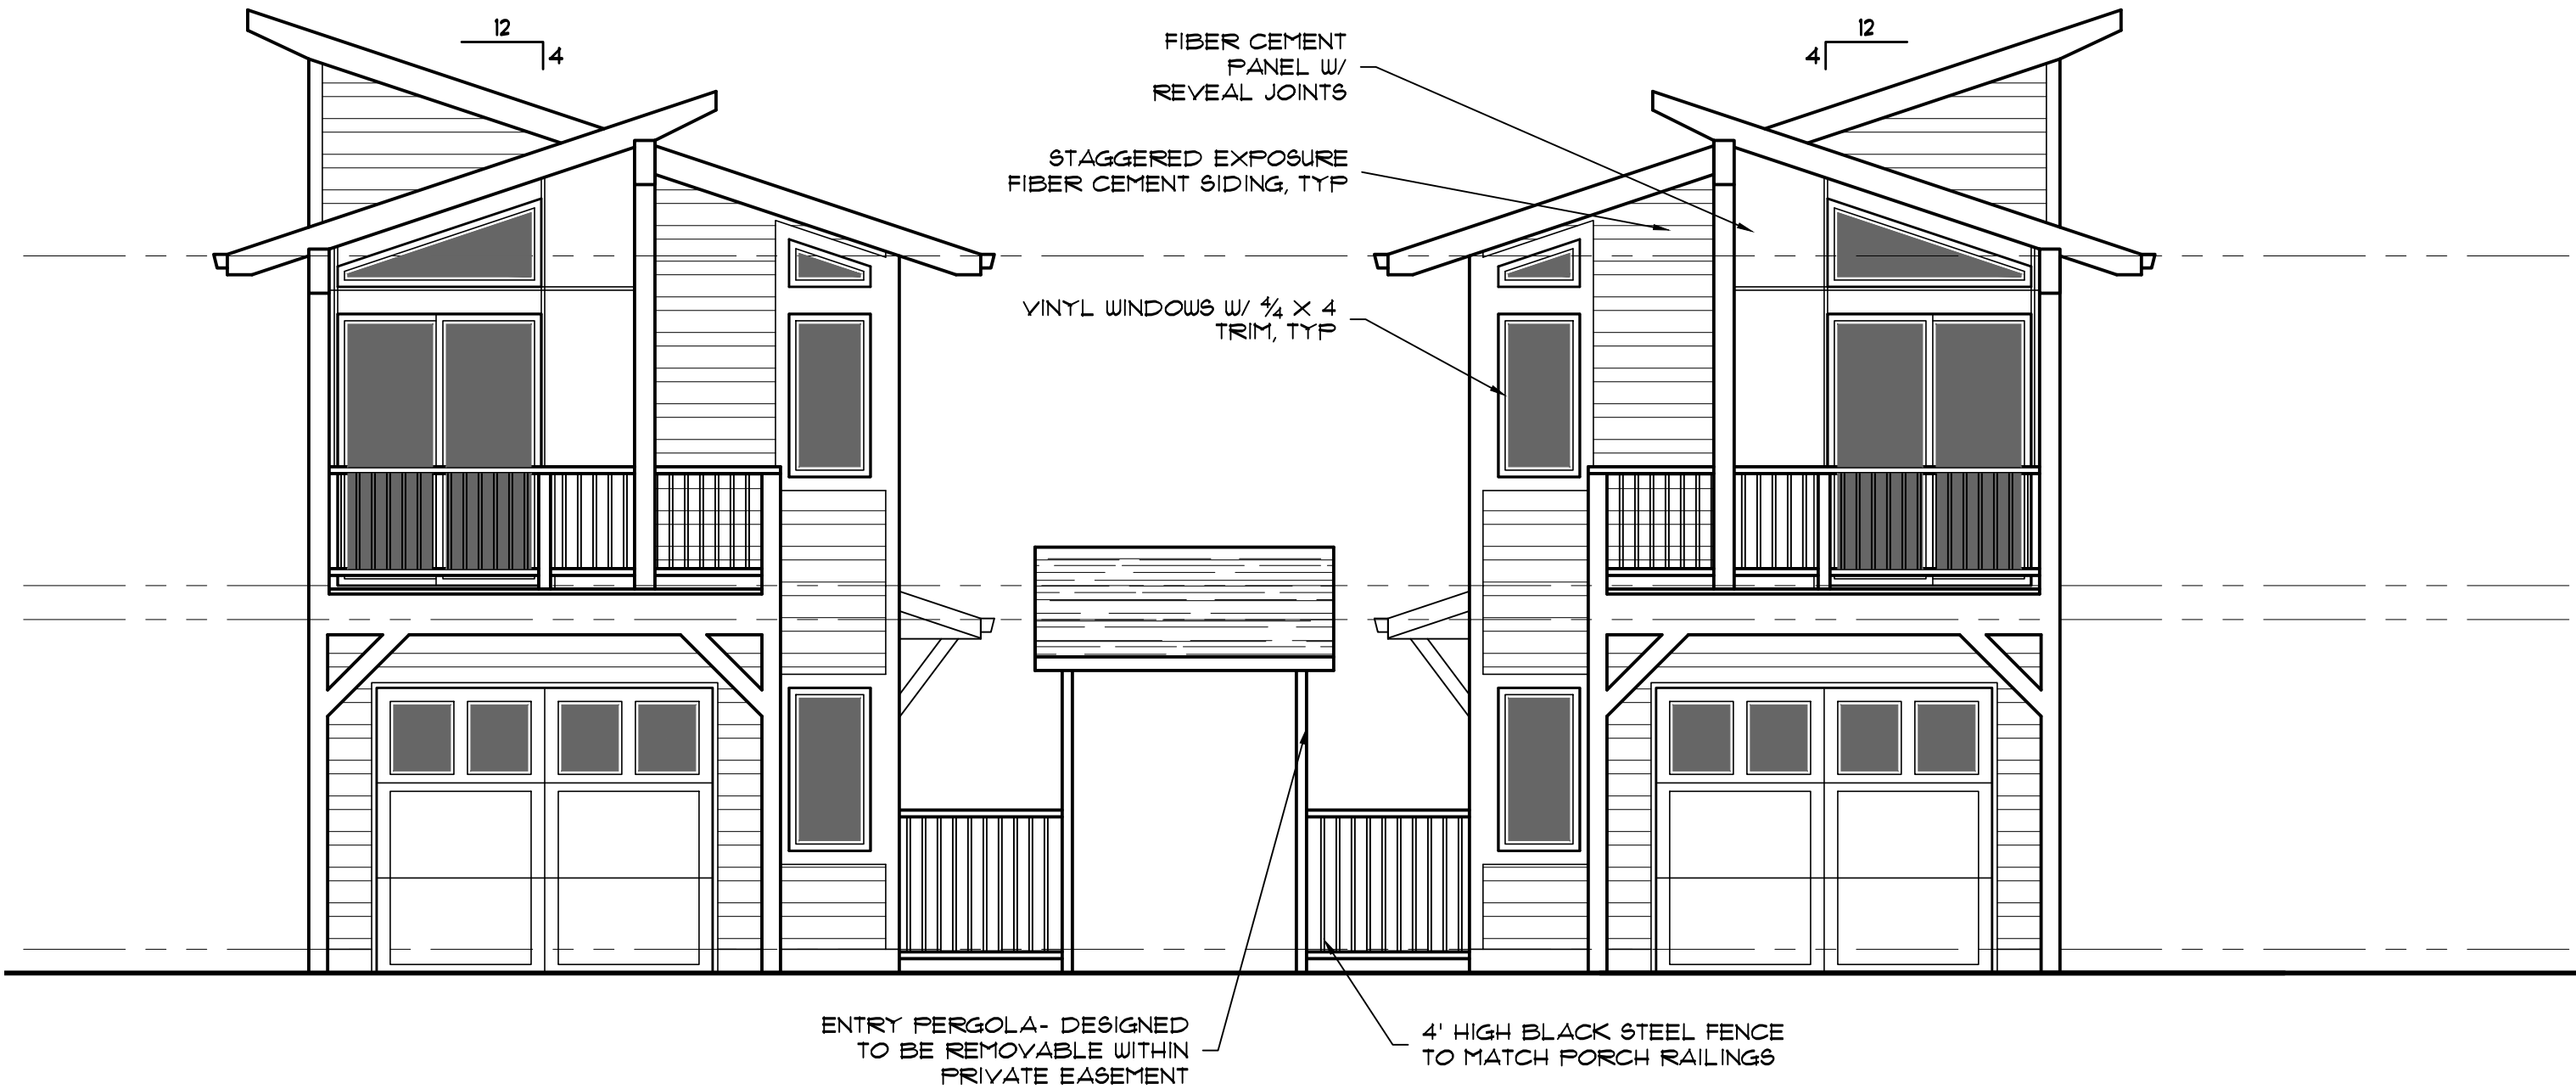 12
4
FIBER CEMENT
PANEL W/
REVEAL JOINTS
12
4
STAGGERED EXPOSURE
FIBER CEMENT SIDING, TYP
VINYL WINDOWS W/ 4/4 X 4
TRIM, TYP
ENTRY PERGOLA- DESIGNED
TO BE REMOVABLE WITHIN
PRIVATE EASEMENT
4' HIGH BLACK STEEL FENCE
TO MATCH PORCH RAILINGS